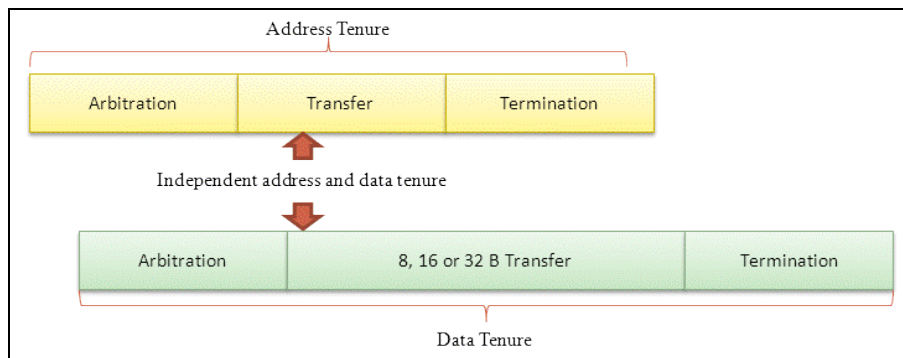 Address Tenure
Arbitration Transfer Termination
Independent address and data tenure
Arbitration 8, 16 or 32 B Transfer Termination
Data Tenure